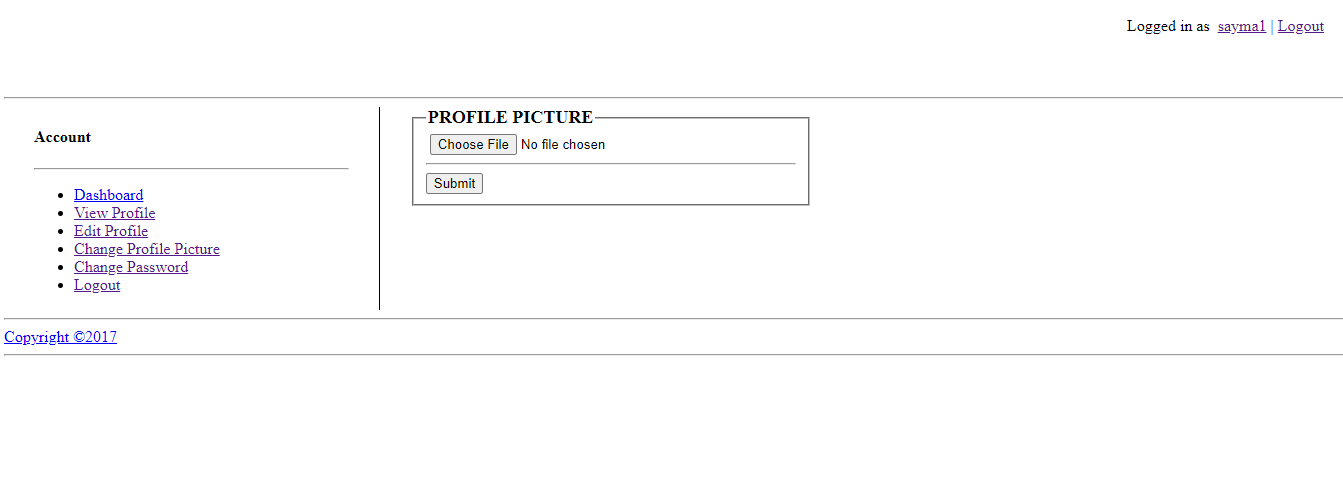 Logged in as sayma1 | Logout
Account
Dashboard
View Profile
Edit Profile
Change Profile Picture
Change Password
Logout
PROFILE PICTURE
Choose File No file chosen
Submit
Copyright ©2017